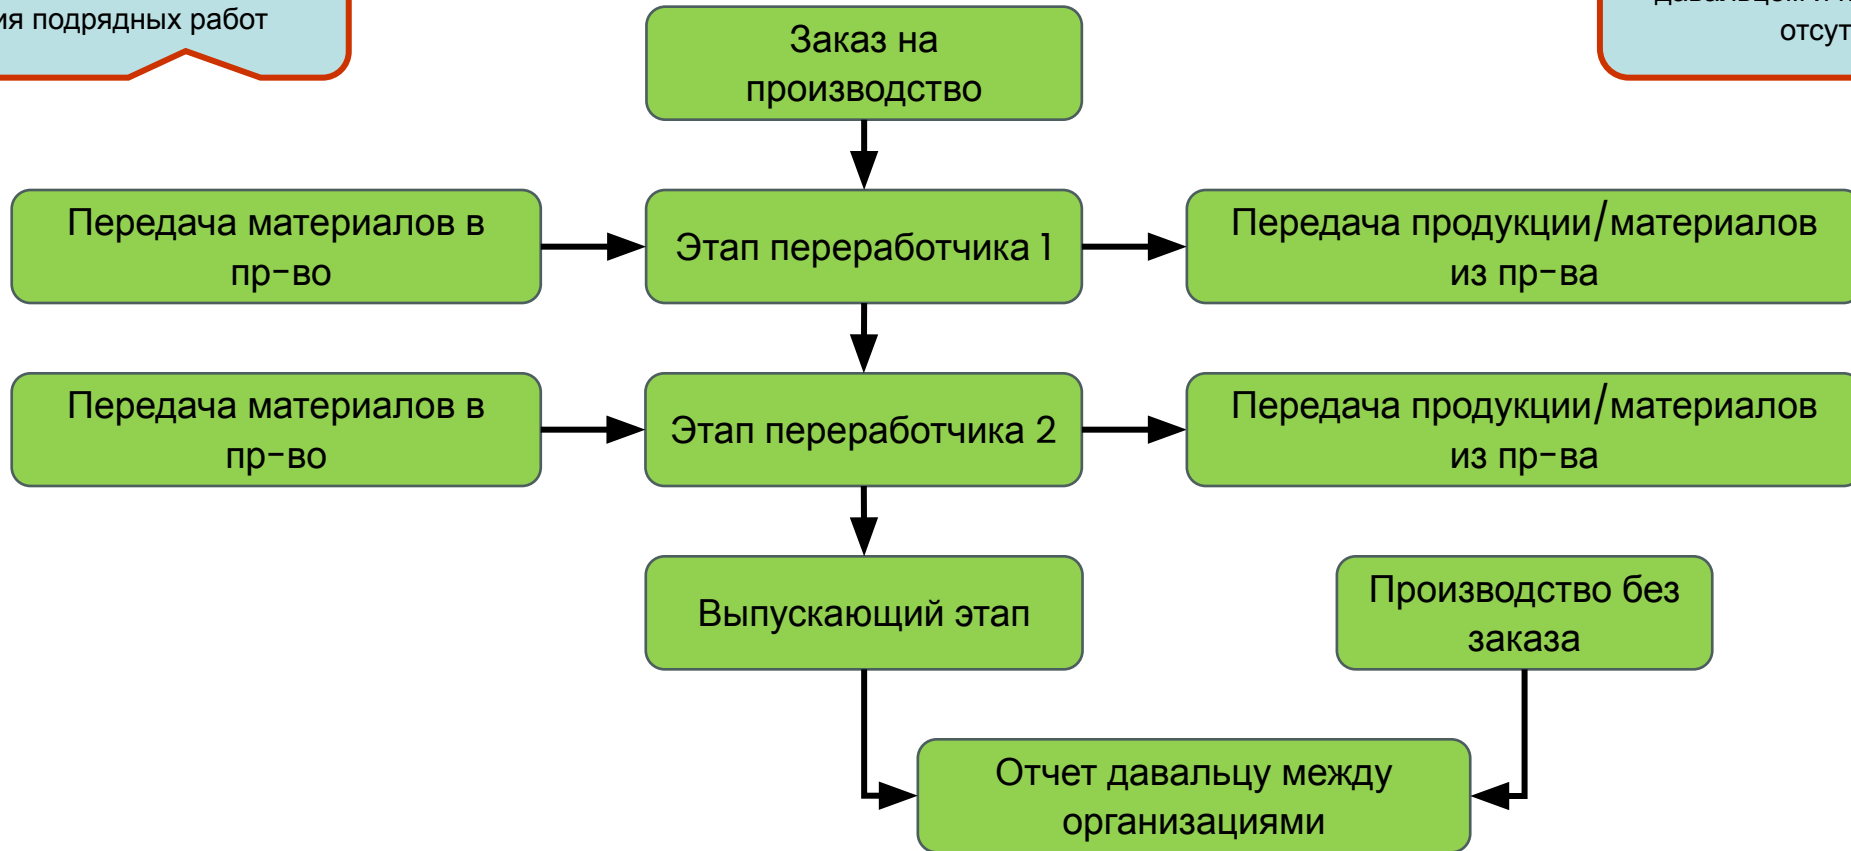 подрядных работ
отсут
Заказ на
производство
Передача материалов в
пр-во
Этап переработчика 1
Передача продукции/материалов
из пр-ва
Передача материалов в
пр-во
Этап переработчика 2
Передача продукции/материалов
из пр-ва
Выпускающий этап
Производство без
заказа
Отчет давальцу между
организациями